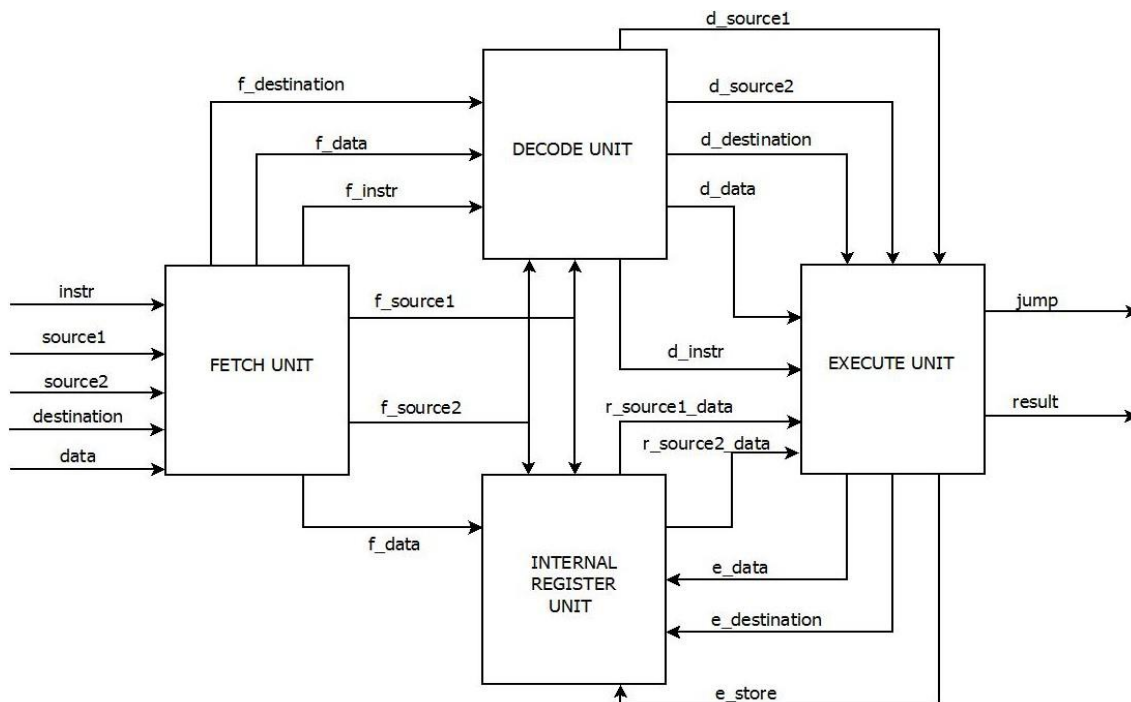 d_source1
f_destination
d_source2
DECODE UNIT
d_destination
f_data
d_data
f_instr
instr
f_source1
jump
source1
FETCH UNIT
d_instr
EXECUTE UNIT
source2
f_source2
r_source1_data
result
destination
r_source2_data
data
f_data
INTERNAL
REGISTER
UNIT
e_data
e_destination
e_store